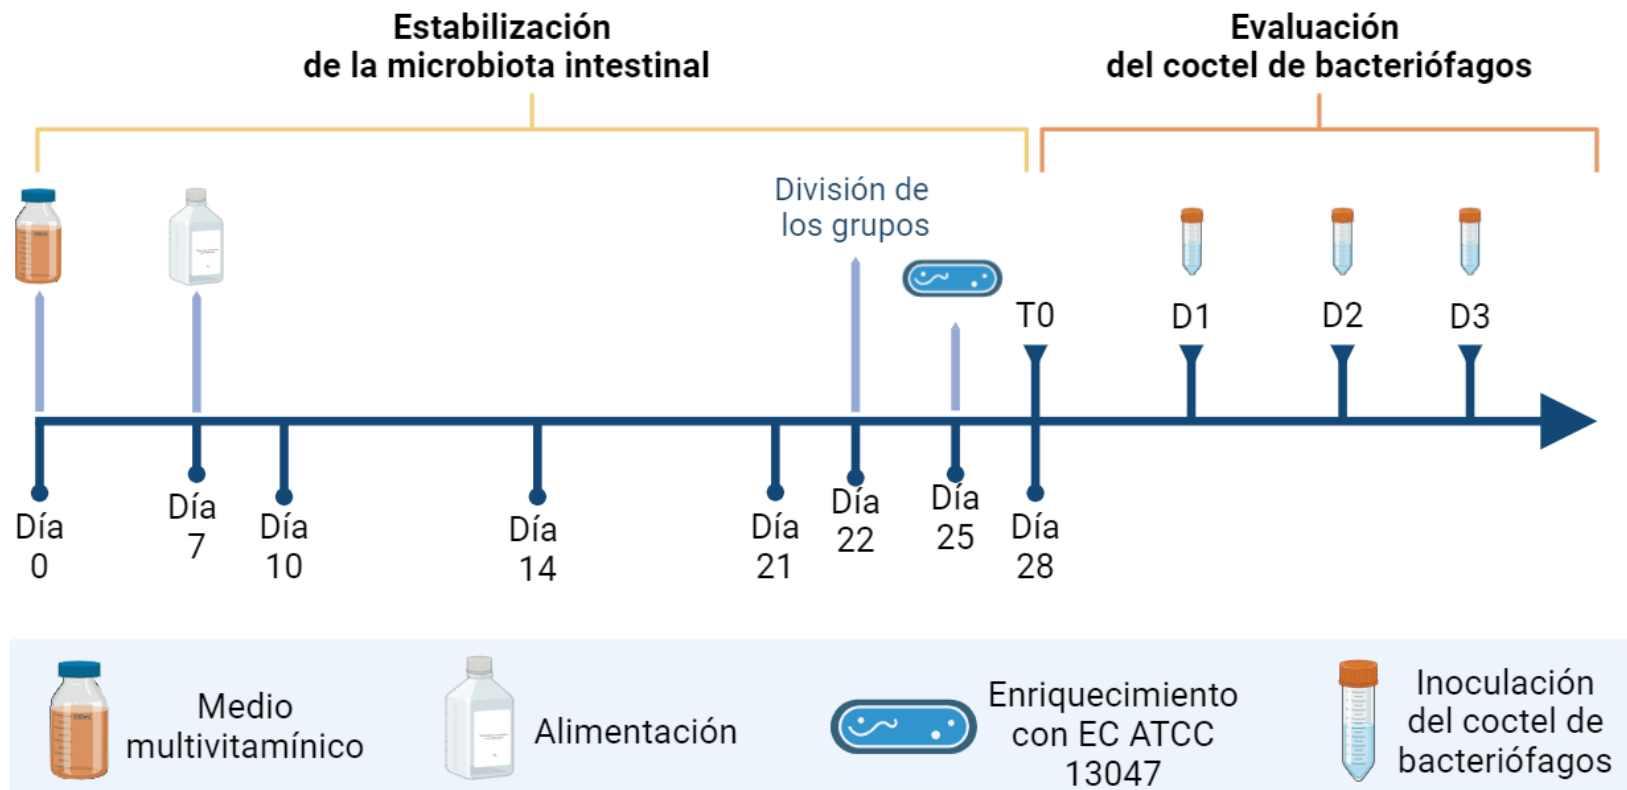 Estabilización
de la microbiota intestinal
Evaluación
del coctel de bacteriófagos
División de
los grupos
T0
D1
D2
D3
Día
0
Día
7
Día
10
Día
14
Día
21
Día
22
Día
25
Día
28
Medio
multivitamínico
Alimentación
Enriquecimiento
con EC ATCC
13047
Inoculación
del coctel de
bacteriófagos